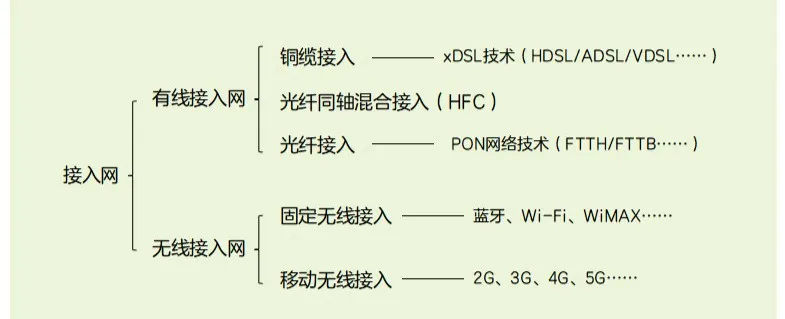 铜缆接入 xDSL技术（HDSL/ADSL/VDSL……）
有线接入网
光纤同轴混合接入（HFC）
光纤接入 PON网络技术（FTTH/FTTB……）
接入网
固定无线接入 蓝牙、Wi-Fi、WiMAX……
无线接入网
移动无线接入 2G、3G、4G、5G……